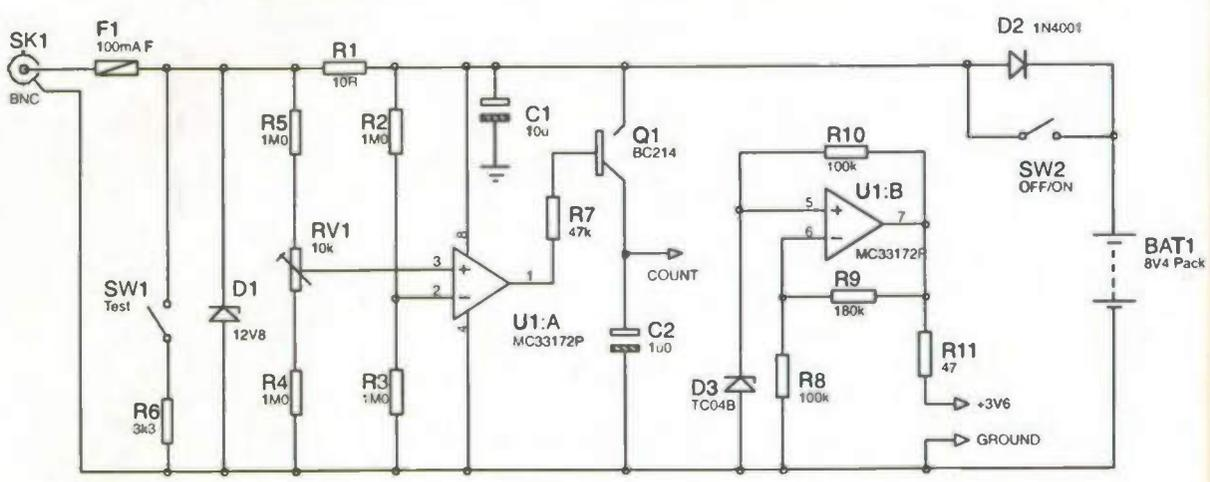 SK1
BNC
F1
100mA F
R1
10R
D2 1N4001
R5
1M0
R2
1M0
C1
10u
Q1
BC214
R10
100k
SW2
OFF/ON
U1:B
5
+
7
6
−
MC33172P
RV1
10k
R7
47k
8
3
+
1
2
−
4
U1:A
MC33172P
COUNT
BAT1
8V4 Pack
SW1
Test
D1
12V8
R9
180k
C2
1u0
R11
47
R4
1M0
R3
1M0
D3
TC04B
R8
100k
R6
3k3
+3V6
GROUND